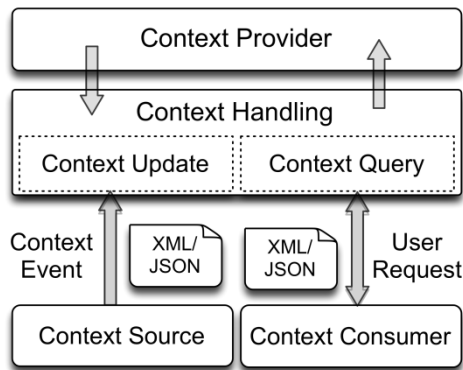 Context Provider
Context Handling
Context Update
Context Query
Context
Event
XML/
JSON
XML/
JSON
User
Request
Context Source
Context Consumer